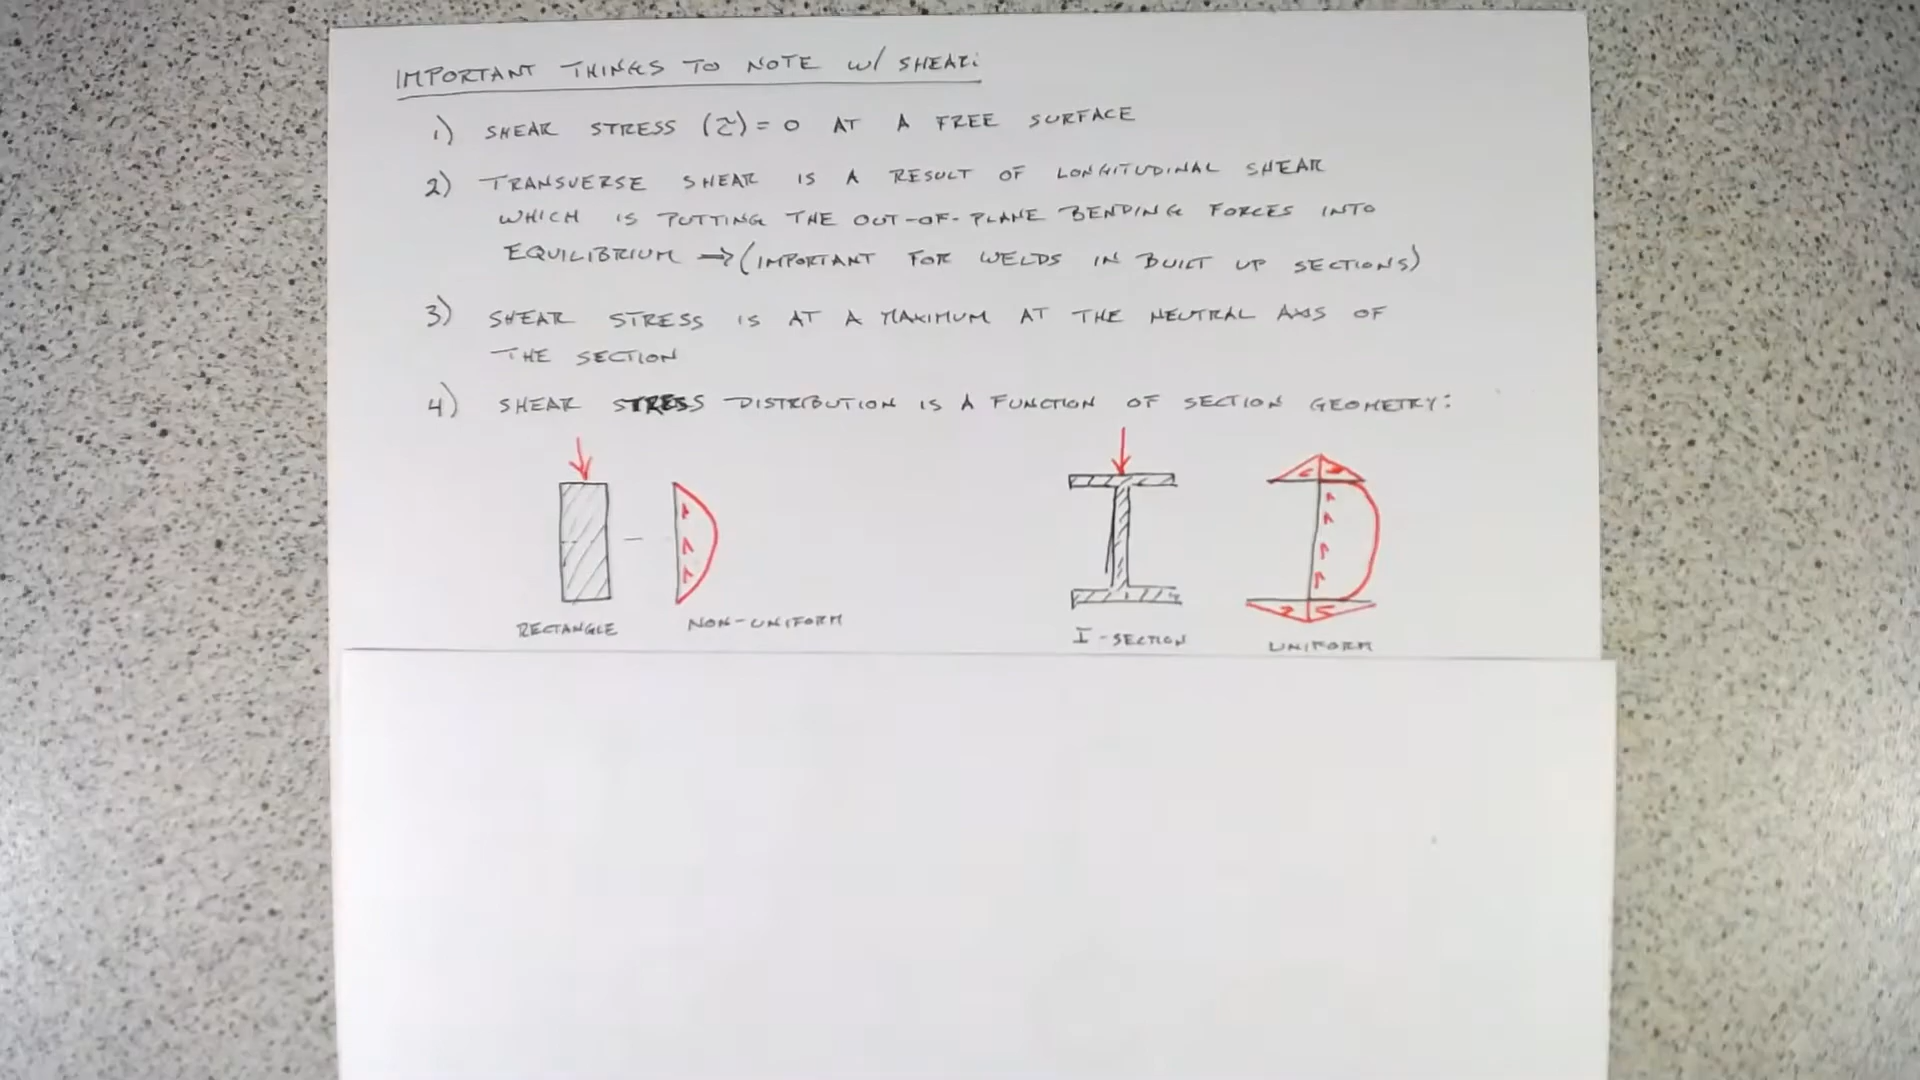 IMPORTANT THINGS TO NOTE W/ SHEAR:
1) SHEAR STRESS (τ) = 0 AT A FREE SURFACE
2) TRANSVERSE SHEAR IS A RESULT OF LONGITUDINAL SHEAR
WHICH IS PUTTING THE OUT-OF-PLANE BENDING FORCES INTO
EQUILIBRIUM → (IMPORTANT FOR WELDS IN BUILT UP SECTIONS)
3) SHEAR STRESS IS AT A MAXIMUM AT THE NEUTRAL AXIS OF
THE SECTION
4) SHEAR STRESS DISTRIBUTION IS A FUNCTION OF SECTION GEOMETRY:
RECTANGLE NON-UNIFORM I-SECTION UNIFORM